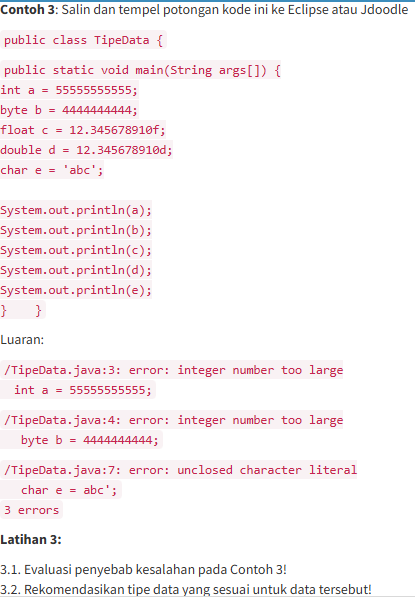 Contoh 3: Salin dan tempel potongan kode ini ke Eclipse atau Jdoodle
public class TipeData {
public static void main(String args[]) {
int a = 55555555555;
byte b = 4444444444;
float c = 12.345678910f;
double d = 12.345678910d;
char e = 'abc';
System.out.println(a);
System.out.println(b);
System.out.println(c);
System.out.println(d);
System.out.println(e);
} }
Luaran:
/TipeData.java:3: error: integer number too large
int a = 55555555555;
/TipeData.java:4: error: integer number too large
byte b = 4444444444;
/TipeData.java:7: error: unclosed character literal
char e = abc';
3 errors
Latihan 3:
3.1. Evaluasi penyebab kesalahan pada Contoh 3!
3.2. Rekomendasikan tipe data yang sesuai untuk data tersebut!